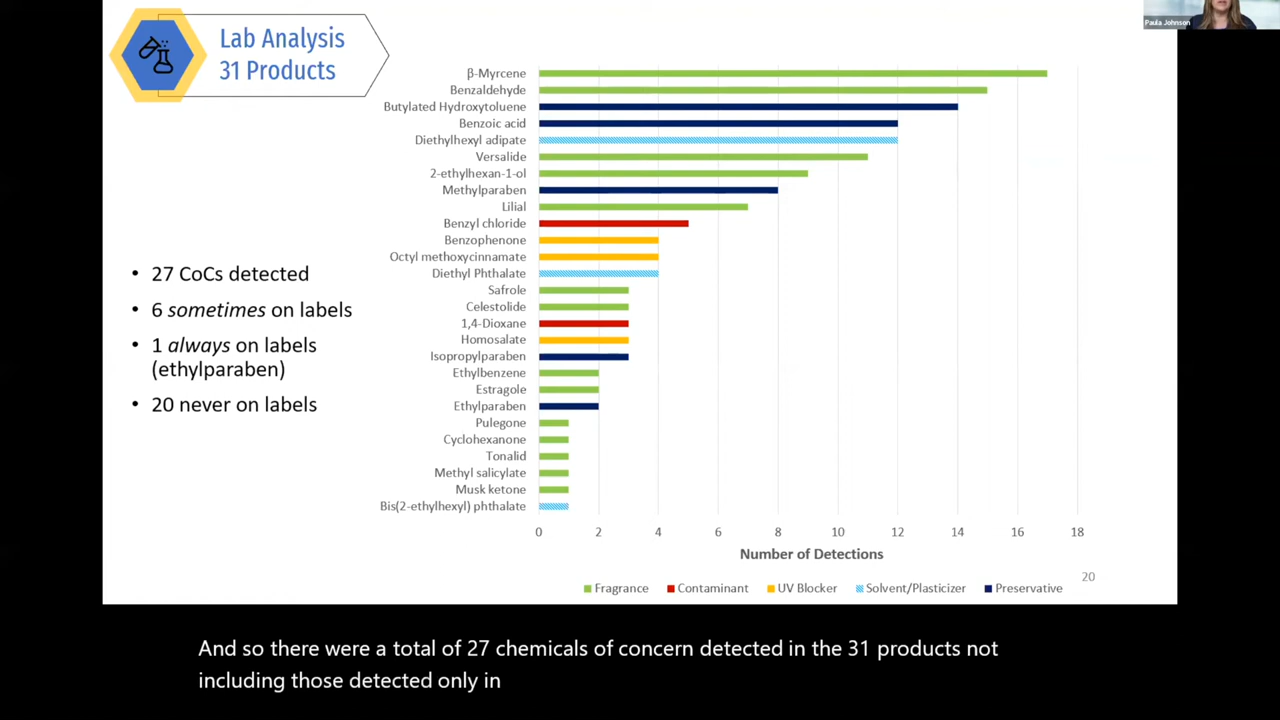 Paula Johnson
Lab Analysis
31 Products
• 27 CoCs detected
• 6 sometimes on labels
• 1 always on labels
(ethylparaben)
• 20 never on labels
β-Myrcene
Benzaldehyde
Butylated Hydroxytoluene
Benzoic acid
Diethylhexyl adipate
Versalide
2-ethylhexan-1-ol
Methylparaben
Lilial
Benzyl chloride
Benzophenone
Octyl methoxycinnamate
Diethyl Phthalate
Safrole
Celestolide
1,4-Dioxane
Homosalate
Isopropylparaben
Ethylbenzene
Estragole
Ethylparaben
Pulegone
Cyclohexanone
Tonalid
Methyl salicylate
Musk ketone
Bis(2-ethylhexyl) phthalate
0 2 4 6 8 10 12 14 16 18
Number of Detections
20
Fragrance Contaminant UV Blocker Solvent/Plasticizer Preservative
And so there were a total of 27 chemicals of concern detected in the 31 products not
including those detected only in